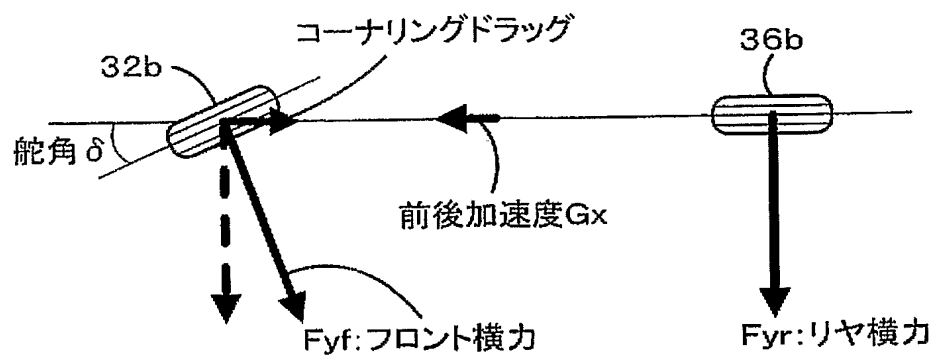 コーナリングドラッグ
32b
36b
舵角δ
前後加速度Gx
Fyf:フロント横力
Fyr:リヤ横力